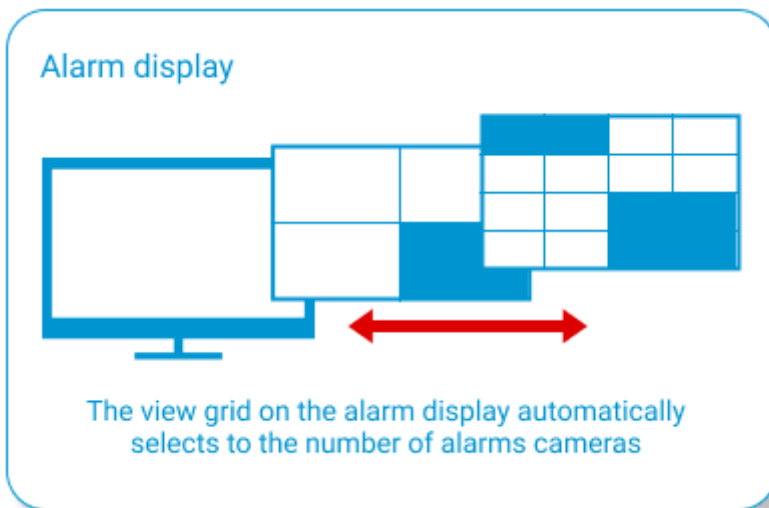 Alarm display
The view grid on the alarm display automatically
selects to the number of alarms cameras